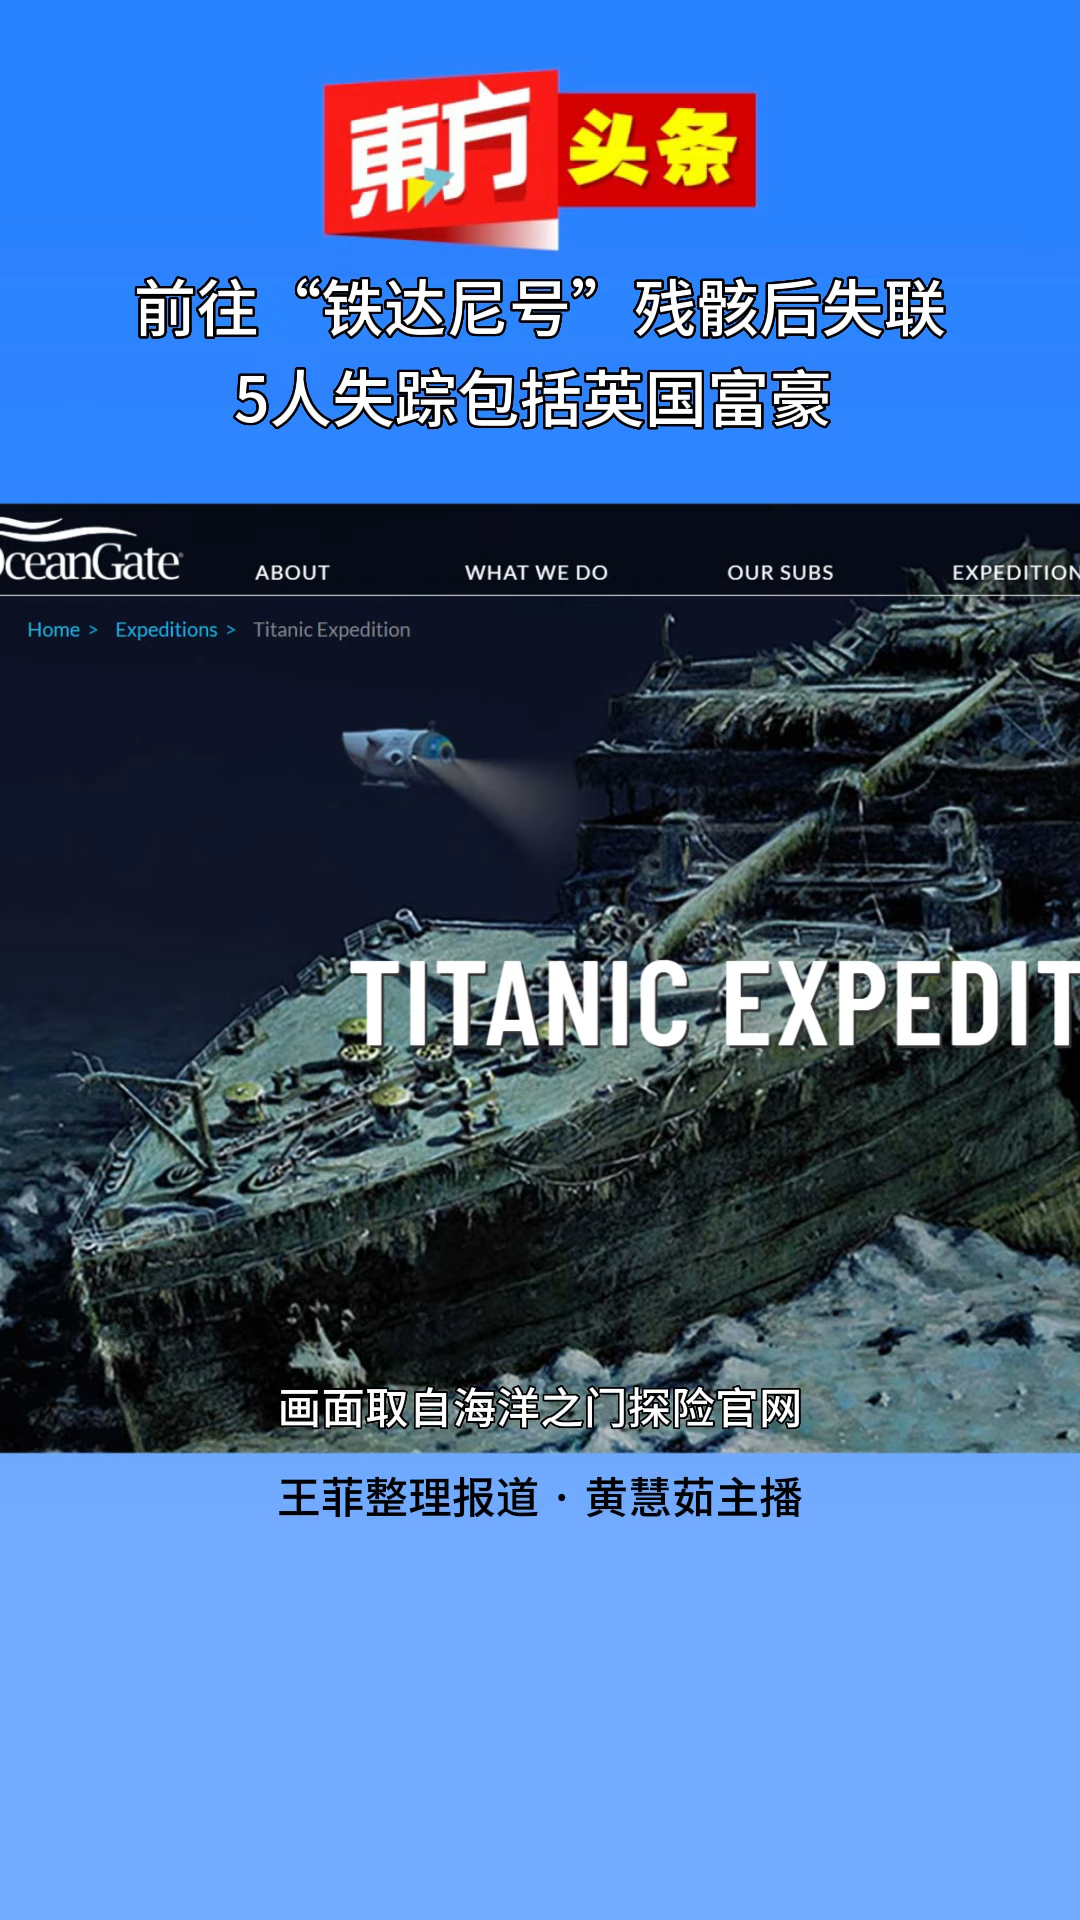 東方头条
前往“铁达尼号”残骸后失联
5人失踪包括英国富豪
OceanGate
ABOUT WHAT WE DO OUR SUBS EXPEDITION
Home > Expeditions > Titanic Expedition
TITANIC EXPEDIT
画面取自海洋之门探险官网
王菲整理报道 · 黄慧茹主播